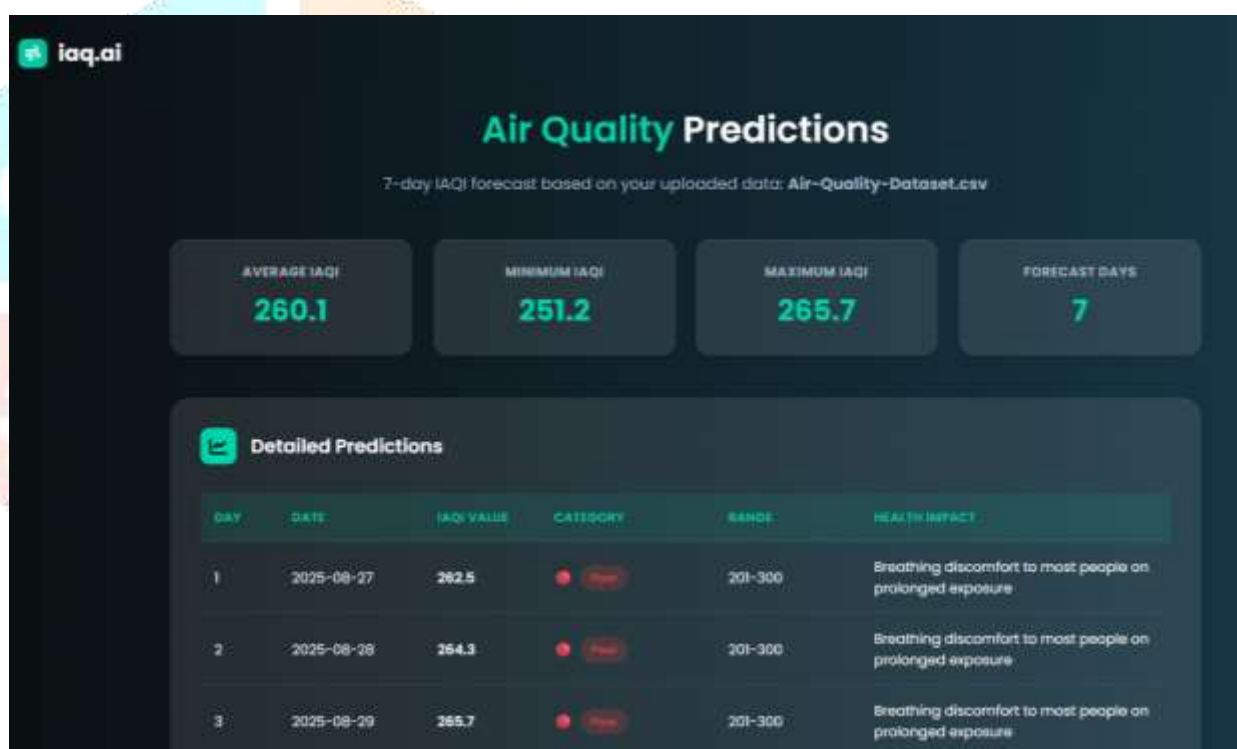 iaq.ai
Air Quality Predictions
7-day IAQI forecast based on your uploaded data: Air-Quality-Dataset.csv
AVERAGE IAQI
260.1
MINIMUM IAQI
251.2
MAXIMUM IAQI
265.7
FORECAST DAYS
7
Detailed Predictions
DAY DATE IAQI VALUE CATEGORY RANGE HEALTH IMPACT
1 2025-08-27 262.5 Poor 201-300 Breathing discomfort to most people on
prolonged exposure
2 2025-08-28 264.3 Poor 201-300 Breathing discomfort to most people on
prolonged exposure
3 2025-08-29 265.7 Poor 201-300 Breathing discomfort to most people on
prolonged exposure